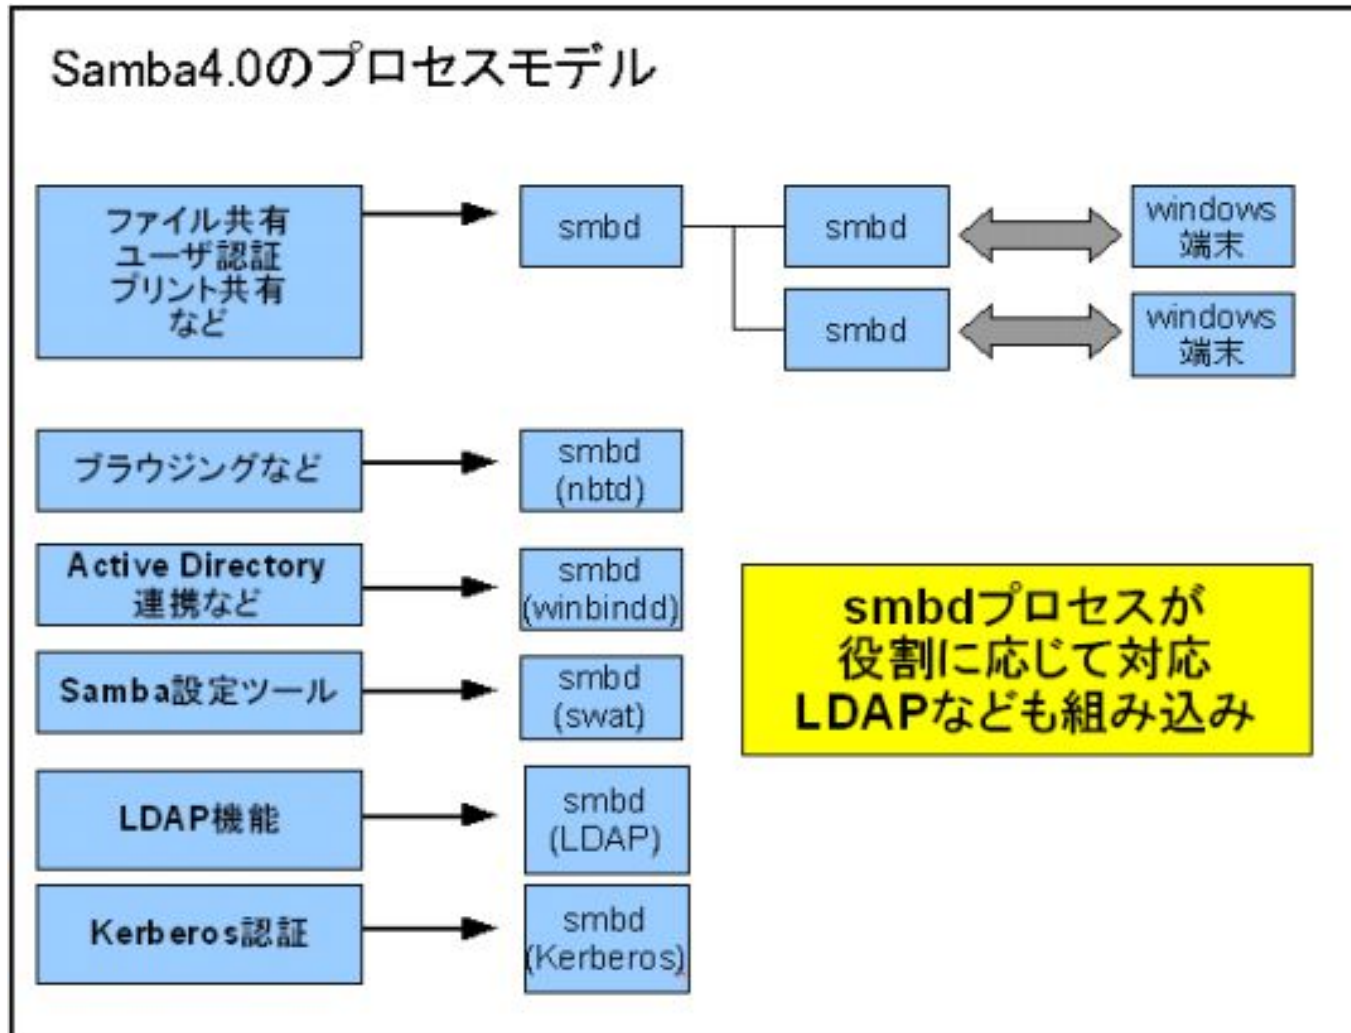 Samba4.0のプロセスモデル
ファイル共有
ユーザ認証
プリント共有
など
smbd
smbd
windows
端末
smbd
windows
端末
ブラウジングなど
smbd
(nbtd)
Active Directory
連携など
smbd
(winbindd)
Samba設定ツール
smbd
(swat)
smbdプロセスが
役割に応じて対応
LDAPなども組み込み
LDAP機能
smbd
(LDAP)
Kerberos認証
smbd
(Kerberos)